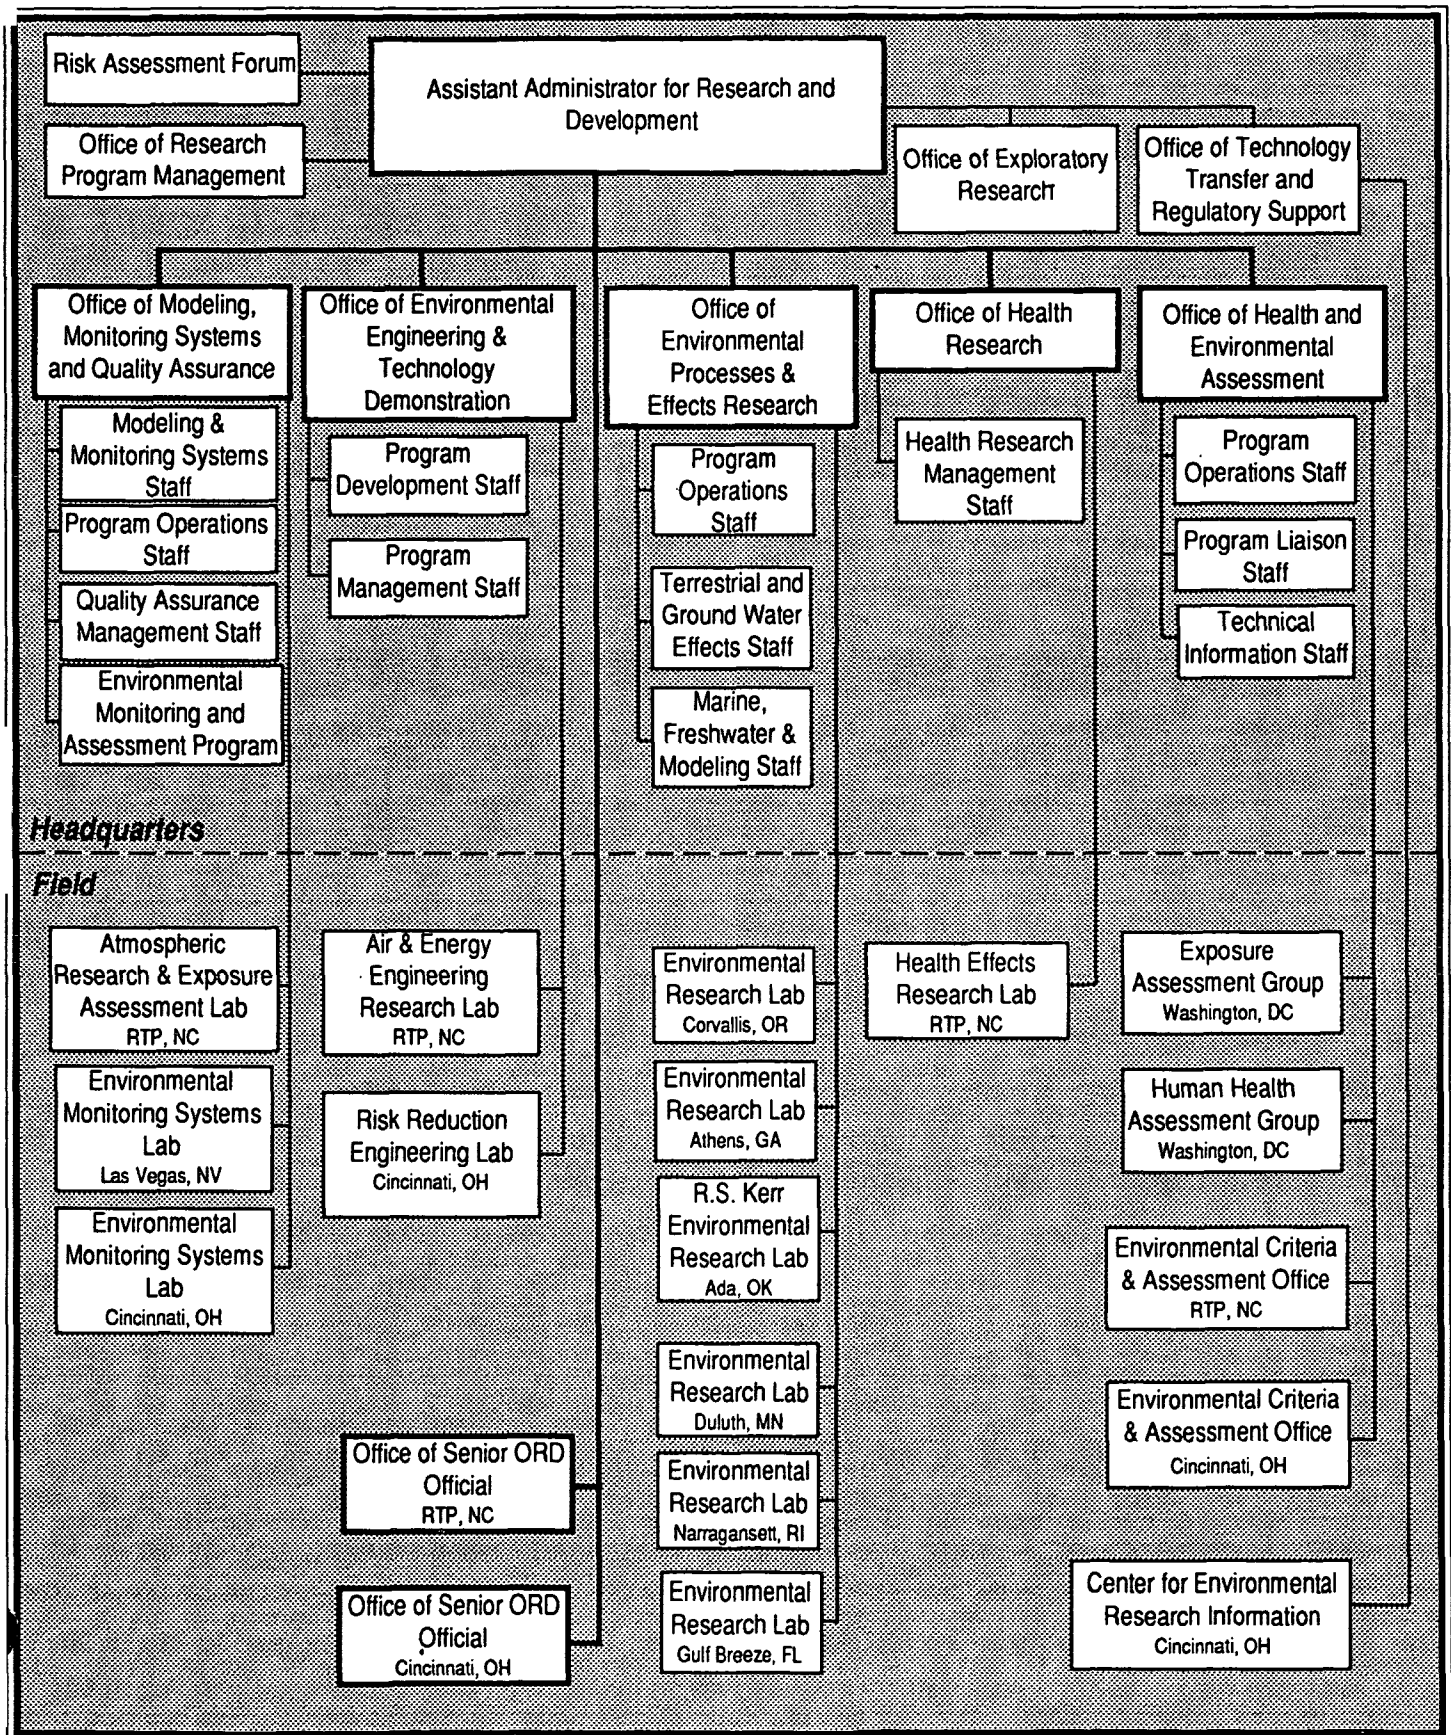 Risk Assessment Forum
Assistant Administrator for Research and
Development
Office of Research
Program Management
Office of Exploratory
Research
Office of Technology
Transfer and
Regulatory Support
Office of Modeling,
Monitoring Systems
and Quality Assurance
Office of Environmental
Engineering &
Technology
Demonstration
Office of
Environmental
Processes &
Effects Research
Office of Health
Research
Office of Health and
Environmental
Assessment
Modeling &
Monitoring Systems
Staff
Program Operations
Staff
Quality Assurance
Management Staff
Environmental
Monitoring and
Assessment Program
Program
Development Staff
Program
Management Staff
Program
Operations
Staff
Terrestrial and
Ground Water
Effects Staff
Marine,
Freshwater &
Modeling Staff
Health Research
Management
Staff
Program
Operations Staff
Program Liaison
Staff
Technical
Information Staff
Headquarters
Field
Atmospheric
Research & Exposure
Assessment Lab
RTP, NC
Environmental
Monitoring Systems
Lab
Las Vegas, NV
Environmental
Monitoring Systems
Lab
Cincinnati, OH
Air & Energy
Engineering
Research Lab
RTP, NC
Risk Reduction
Engineering Lab
Cincinnati, OH
Office of Senior ORD
Official
RTP, NC
Office of Senior ORD
Official
Cincinnati, OH
Environmental
Research Lab
Corvallis, OR
Environmental
Research Lab
Athens, GA
R.S. Kerr
Environmental
Research Lab
Ada, OK
Environmental
Research Lab
Duluth, MN
Environmental
Research Lab
Narragansett, RI
Environmental
Research Lab
Gulf Breeze, FL
Health Effects
Research Lab
RTP, NC
Exposure
Assessment Group
Washington, DC
Human Health
Assessment Group
Washington, DC
Environmental Criteria
& Assessment Office
RTP, NC
Environmental Criteria
& Assessment Office
Cincinnati, OH
Center for Environmental
Research Information
Cincinnati, OH